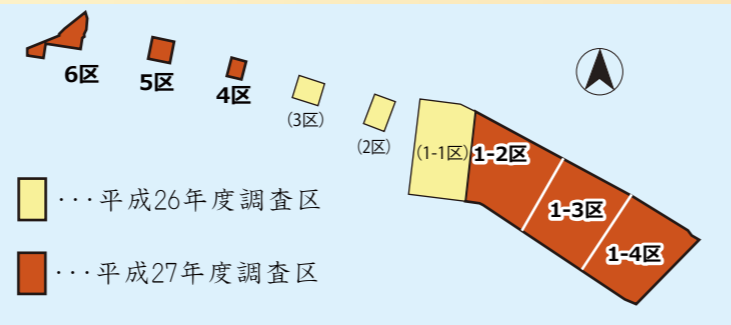 6区
5区
4区
(3区)
(2区)
(1-1区)
1-2区
1-3区
1-4区
･･･平成26年度調査区
･･･平成27年度調査区